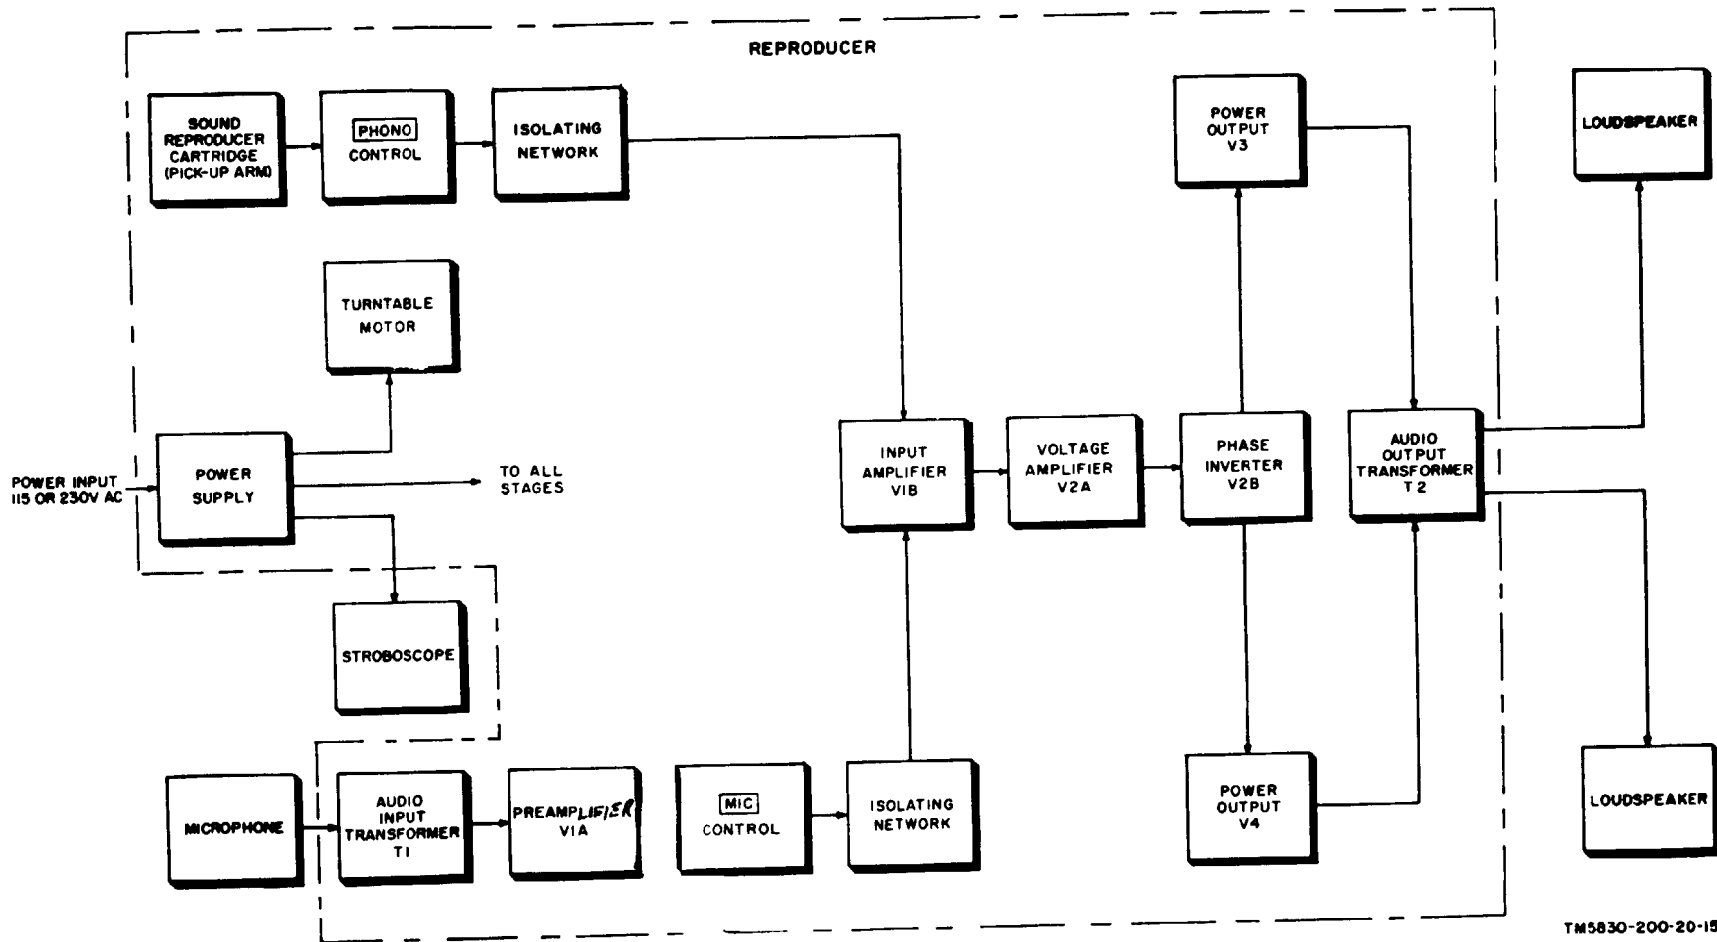 REPRODUCER
SOUND
REPRODUCER
CARTRIDGE
(PICK-UP ARM)
PHONO
CONTROL
ISOLATING
NETWORK
POWER
OUTPUT
V3
LOUDSPEAKER
TURNTABLE
MOTOR
POWER INPUT
115 OR 230V AC
POWER
SUPPLY
TO ALL
STAGES
INPUT
AMPLIFIER
V1B
VOLTAGE
AMPLIFIER
V2A
PHASE
INVERTER
V2B
AUDIO
OUTPUT
TRANSFORMER
T2
STROBOSCOPE
MICROPHONE
AUDIO
INPUT
TRANSFORMER
T1
PREAMPLIFIER
V1A
MIC
CONTROL
ISOLATING
NETWORK
POWER
OUTPUT
V4
LOUDSPEAKER
TM5830-200-20-15